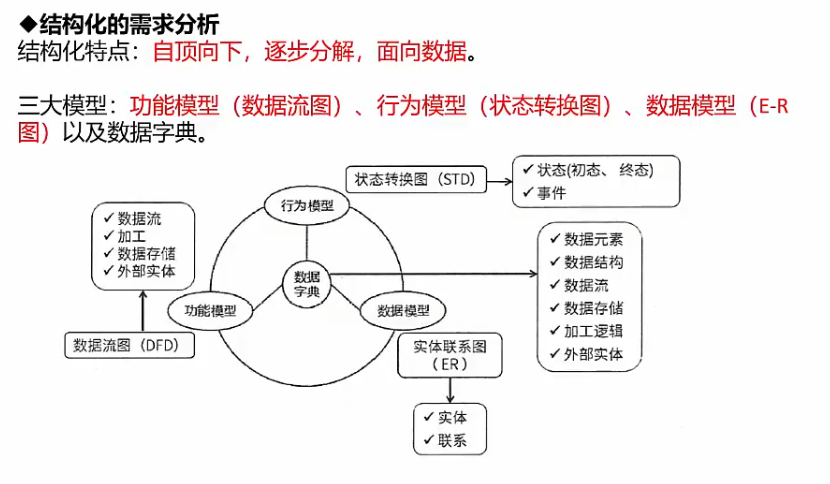 ◆结构化的需求分析
结构化特点：自顶向下，逐步分解，面向数据。
三大模型：功能模型（数据流图）、行为模型（状态转换图）、数据模型（E-R
图）以及数据字典。
状态转换图（STD）
✓状态(初态、终态)
✓事件
行为模型
✓数据流
✓加工
✓数据存储
✓外部实体
数据
字典
✓数据元素
✓数据结构
✓数据流
✓数据存储
✓加工逻辑
✓外部实体
功能模型
数据模型
数据流图（DFD）
实体联系图
（ER）
✓实体
✓联系